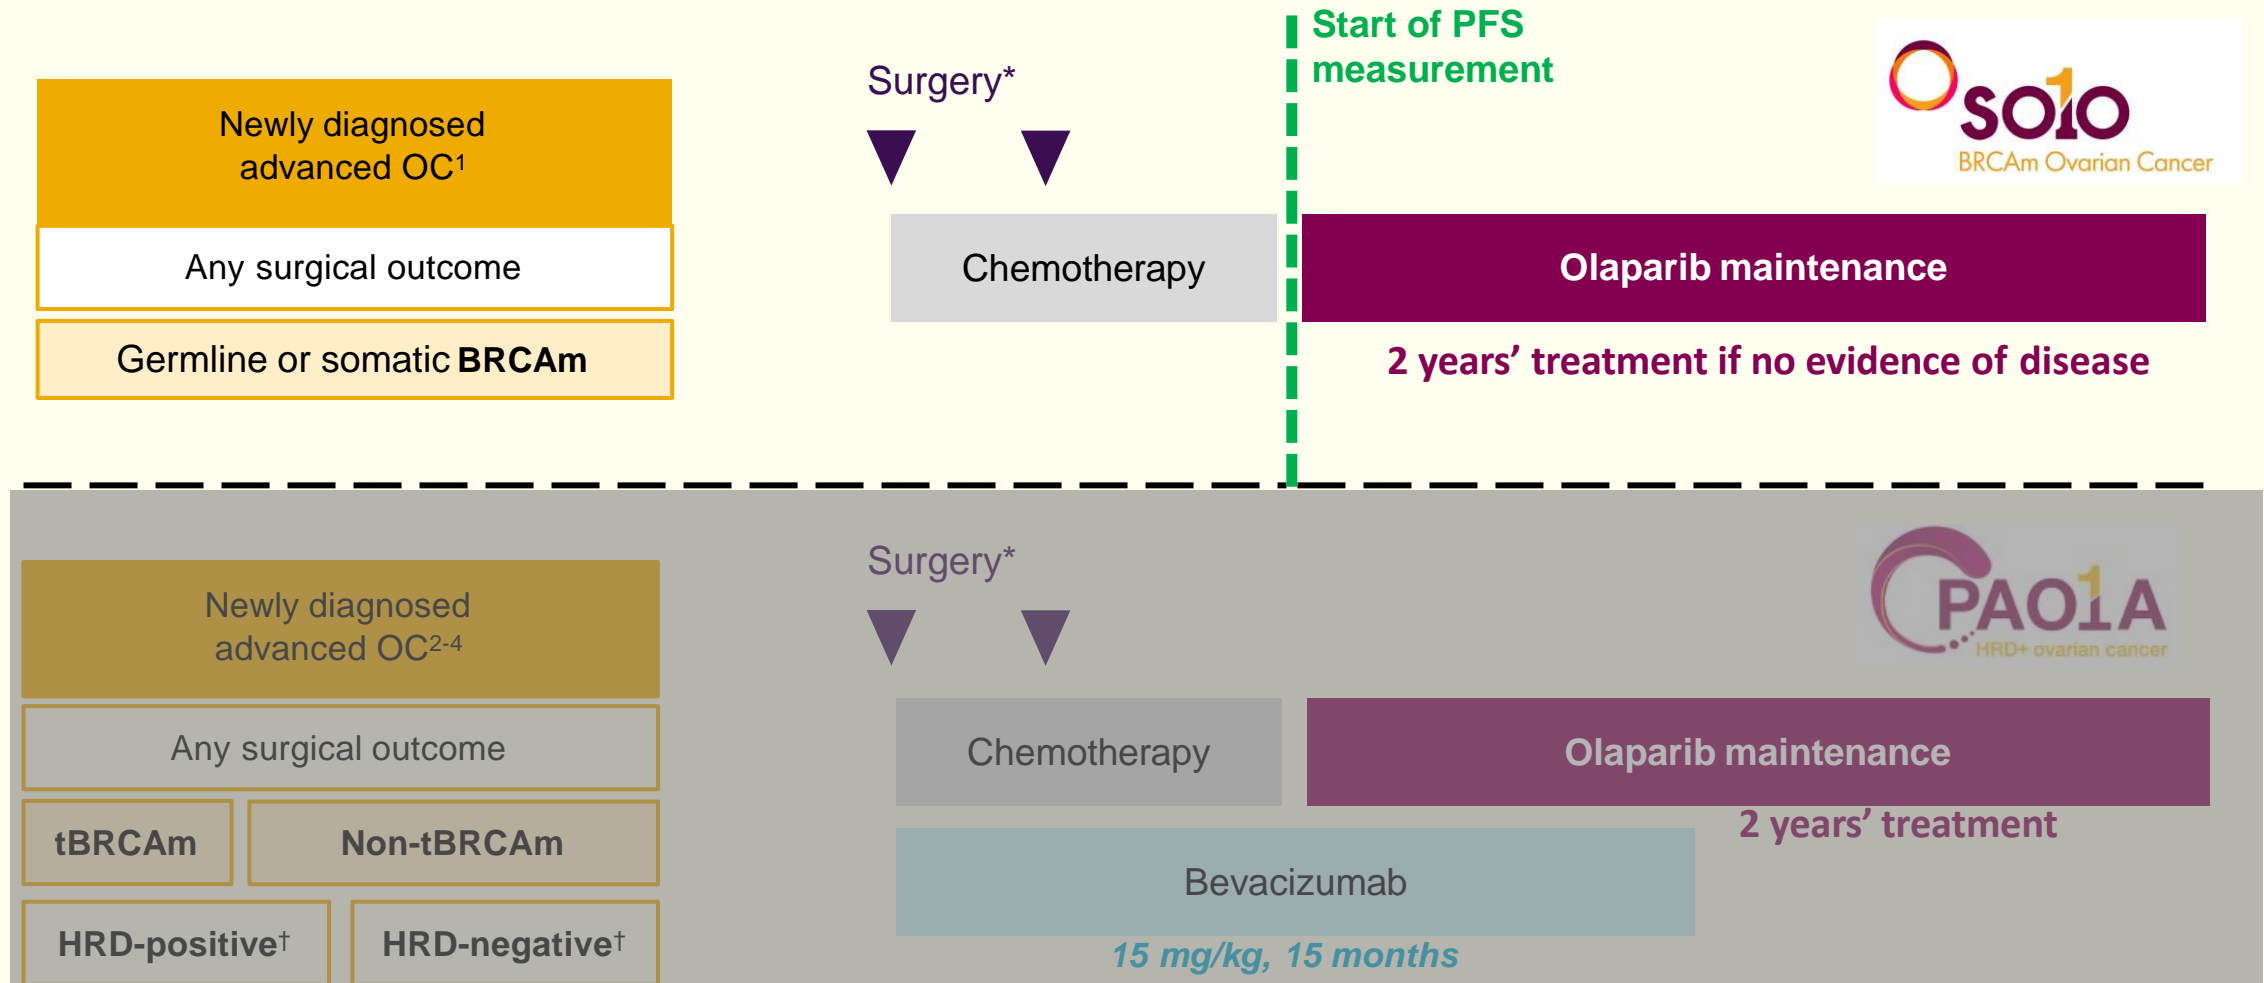 Start of PFS
measurement
Surgery*
SOLO
BRCAm Ovarian Cancer
Newly diagnosed
advanced OC¹
Any surgical outcome
Germline or somatic BRCAm
Chemotherapy
Olaparib maintenance
2 years’ treatment if no evidence of disease
Surgery*
PAO1A
HRD+ ovarian cancer
Newly diagnosed
advanced OC²⁻⁴
Any surgical outcome
tBRCAm
Non-tBRCAm
HRD-positive†
HRD-negative†
Chemotherapy
Olaparib maintenance
2 years’ treatment
Bevacizumab
15 mg/kg, 15 months